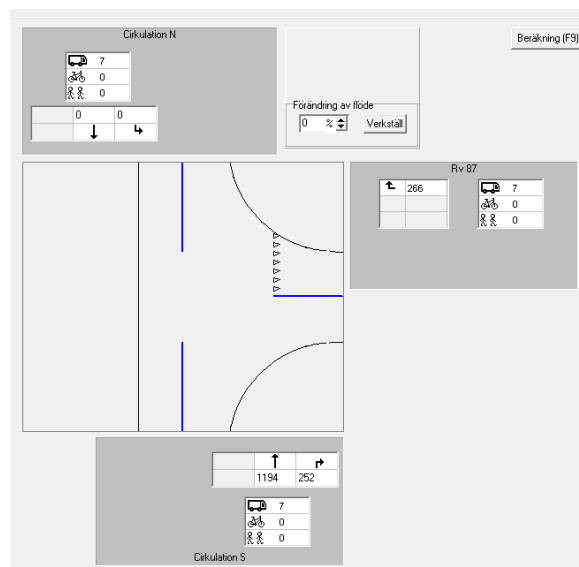 Cirkulation N
Beräkning (F9)
7
0
0
0 0
Förändring av flöde
0 % Verkställ
Rv 87
266 7
0
0
1194 252
7
0
0
Cirkulation S